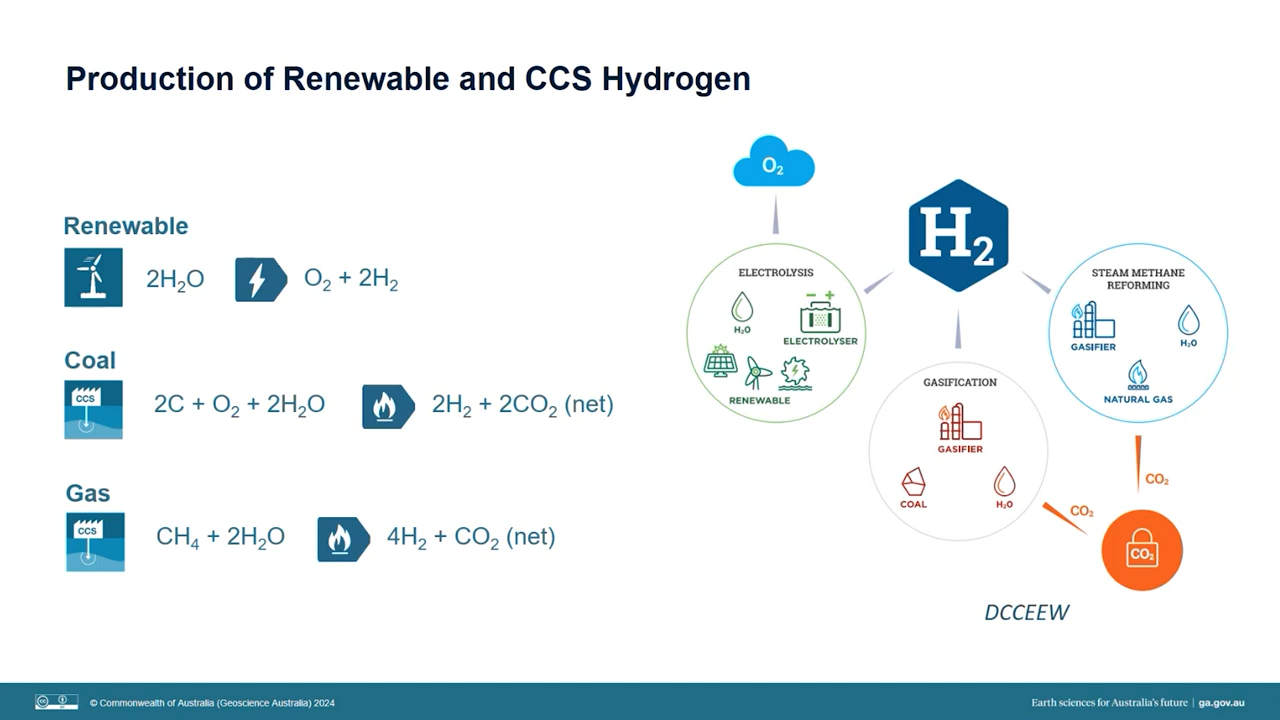 Production of Renewable and CCS Hydrogen
Renewable
2H₂O
O₂ + 2H₂
Coal
CCS
2C + O₂ + 2H₂O
2H₂ + 2CO₂ (net)
Gas
CCS
CH₄ + 2H₂O
4H₂ + CO₂ (net)
O₂
H₂
ELECTROLYSIS
H₂O
ELECTROLYSER
RENEWABLE
GASIFICATION
GASIFIER
COAL
H₂O
STEAM METHANE
REFORMING
GASIFIER
H₂O
NATURAL GAS
CO₂
CO₂
CO₂
DCCEEW
© Commonwealth of Australia (Geoscience Australia) 2024
Earth sciences for Australia's future | ga.gov.au